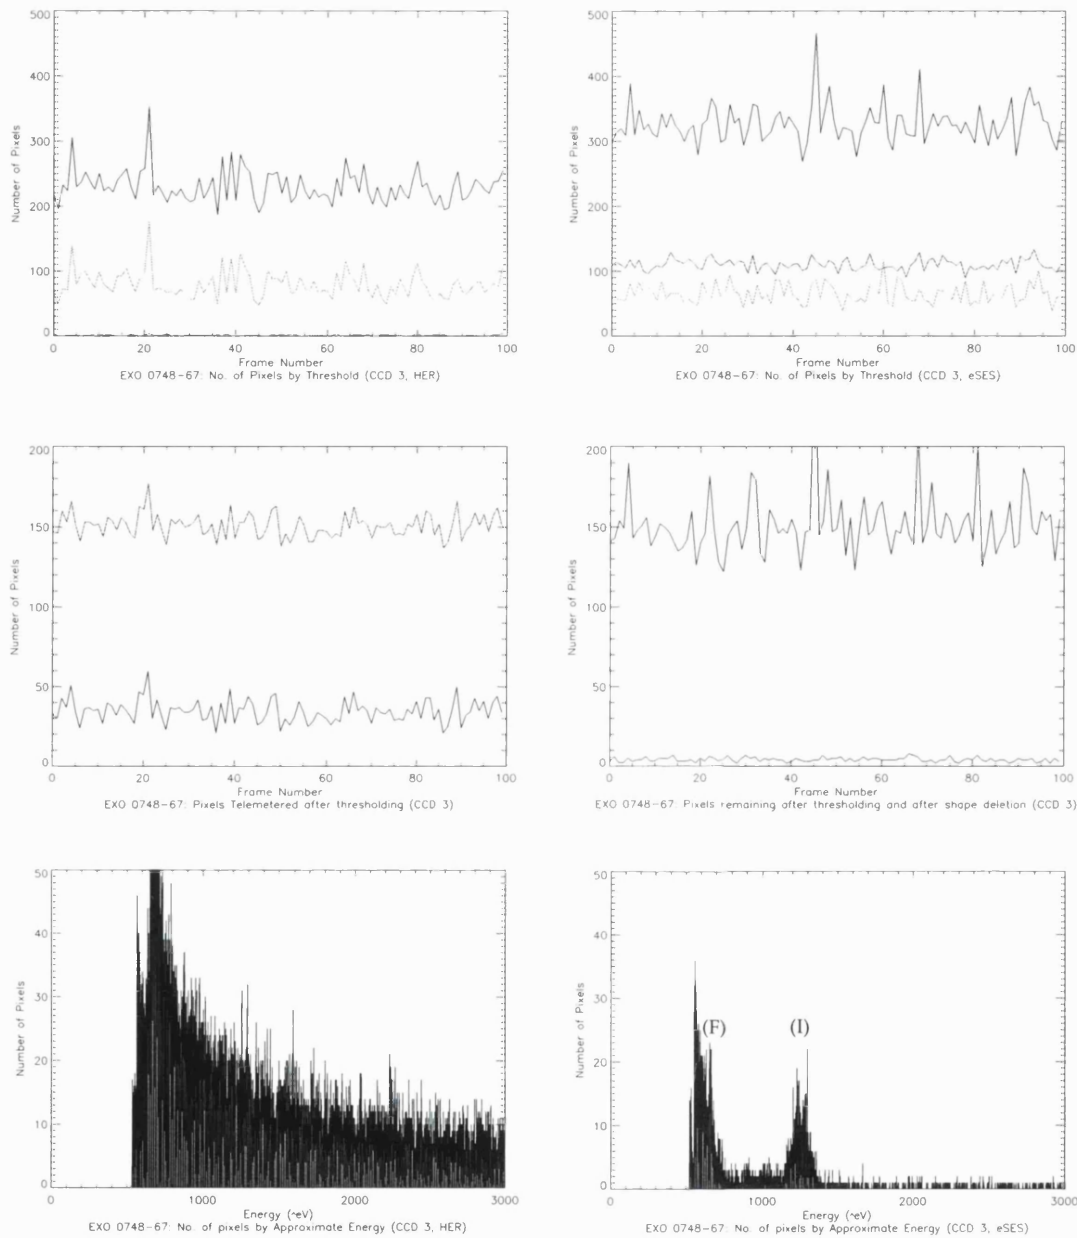 500
400
300
200
100
0
Number of Pixels
0 20 40 60 80 100
Frame Number
EXO 0748-67: No. of Pixels by Threshold (CCD 3, HER)
500
400
300
200
100
0
Number of Pixels
0 20 40 60 80 100
Frame Number
EXO 0748-67: No. of Pixels by Threshold (CCD 3, eSES)
200
150
100
50
0
Number of Pixels
0 20 40 60 80 100
Frame Number
EXO 0748-67: Pixels Telemetered after thresholding (CCD 3)
200
150
100
50
0
Number of Pixels
0 20 40 60 80 100
Frame Number
EXO 0748-67: Pixels remaining after thresholding and after shape deletion (CCD 3)
50
40
30
20
10
0
Number of Pixels
0 1000 2000 3000
Energy (~eV)
EXO 0748-67: No. of pixels by Approximate Energy (CCD 3, HER)
50
40
30
20
10
0
Number of Pixels
(F) (I)
0 1000 2000 3000
Energy (~eV)
EXO 0748-67: No. of pixels by Approximate Energy (CCD 3, eSES)